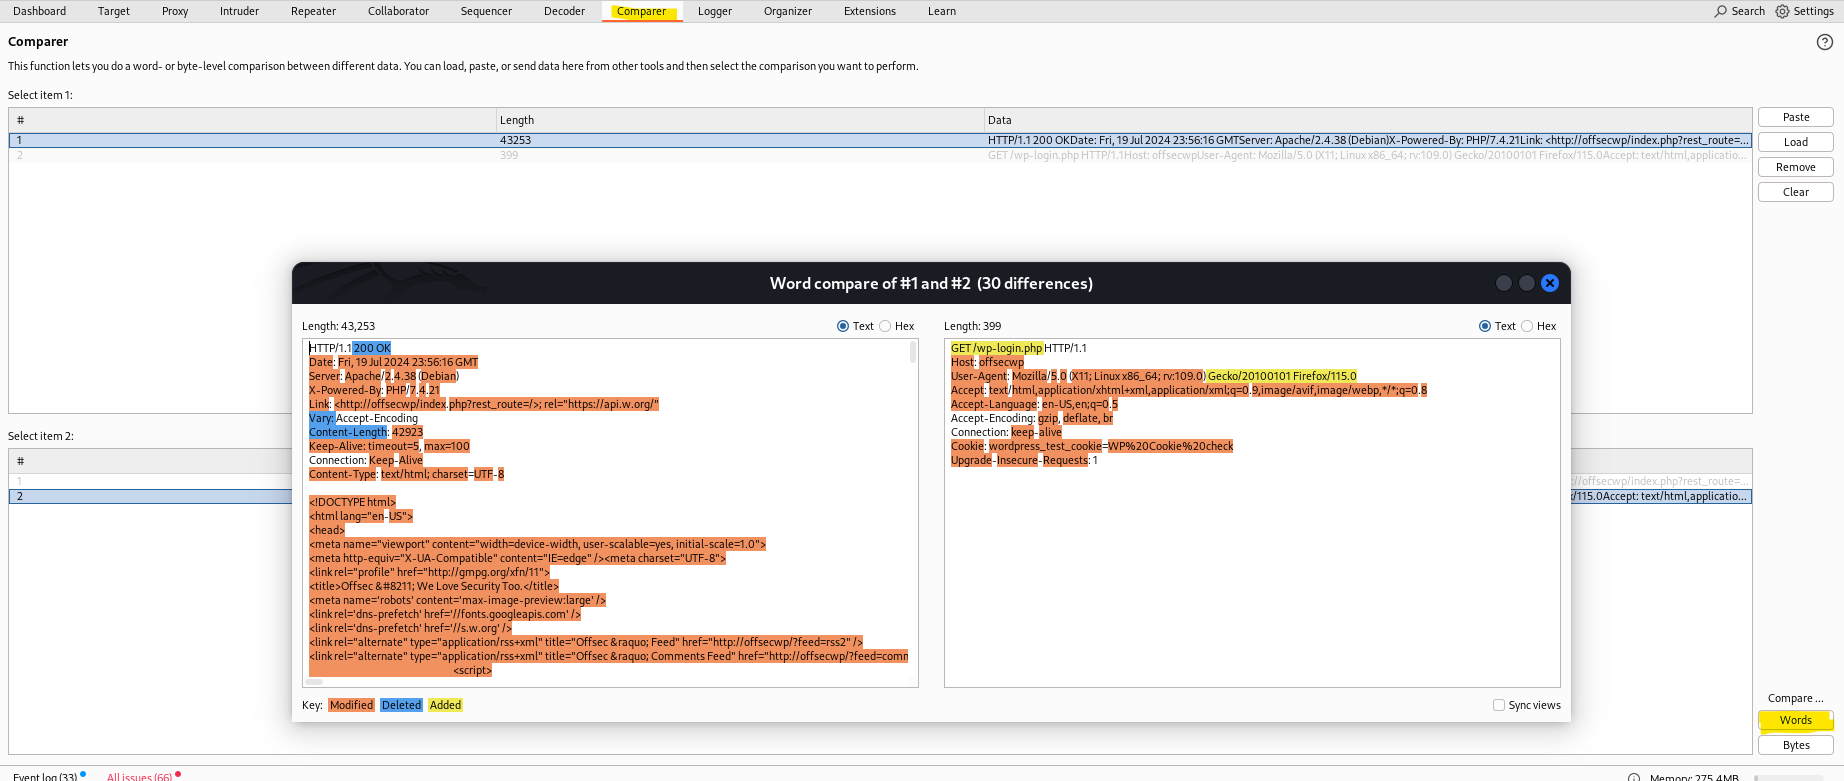 Dashboard Target Proxy Intruder Repeater Collaborator Sequencer Decoder Comparer Logger Organizer Extensions Learn Search Settings
Comparer
This function lets you do a word- or byte-level comparison between different data. You can load, paste, or send data here from other tools and then select the comparison you want to perform.
Select item 1:
# Length Data
1 43253 HTTP/1.1 200 OKDate: Fri, 19 Jul 2024 23:56:16 GMTServer: Apache/2.4.38 (Debian)X-Powered-By: PHP/7.4.21Link: <http://offsecwp/index.php?rest_route=...
2 399 GET /wp-login.php HTTP/1.1Host: offsecwpUser-Agent: Mozilla/5.0 (X11; Linux x86_64; rv:109.0) Gecko/20100101 Firefox/115.0Accept: text/html,applicatio...
Paste
Load
Remove
Clear
Word compare of #1 and #2 (30 differences)
Length: 43,253 Text Hex
HTTP/1.1 200 OK
Date: Fri, 19 Jul 2024 23:56:16 GMT
Server: Apache/2.4.38 (Debian)
X-Powered-By: PHP/7.4.21
Link: <http://offsecwp/index.php?rest_route=/>; rel="https://api.w.org/"
Vary: Accept-Encoding
Content-Length: 42923
Keep-Alive: timeout=5, max=100
Connection: Keep-Alive
Content-Type: text/html; charset=UTF-8
<!DOCTYPE html>
<html lang="en-US">
<head>
<meta name="viewport" content="width=device-width, user-scalable=yes, initial-scale=1.0">
<meta http-equiv="X-UA-Compatible" content="IE=edge" /><meta charset="UTF-8">
<link rel="profile" href="http://gmpg.org/xfn/11">
<title>Offsec &#8211; We Love Security Too.</title>
<meta name='robots' content='max-image-preview:large' />
<link rel='dns-prefetch' href='//fonts.googleapis.com' />
<link rel='dns-prefetch' href='//s.w.org' />
<link rel="alternate" type="application/rss+xml" title="Offsec &raquo; Feed" href="http://offsecwp/?feed=rss2" />
<link rel="alternate" type="application/rss+xml" title="Offsec &raquo; Comments Feed" href="http://offsecwp/?feed=comm
<script>
Length: 399 Text Hex
GET /wp-login.php HTTP/1.1
Host: offsecwp
User-Agent: Mozilla/5.0 (X11; Linux x86_64; rv:109.0) Gecko/20100101 Firefox/115.0
Accept: text/html,application/xhtml+xml,application/xml;q=0.9,image/avif,image/webp,*/*;q=0.8
Accept-Language: en-US,en;q=0.5
Accept-Encoding: gzip, deflate, br
Connection: keep-alive
Cookie: wordpress_test_cookie=WP%20Cookie%20check
Upgrade-Insecure-Requests: 1
Key: Modified Deleted Added
Sync views
Select item 2:
#
1 //offsecwp/index.php?rest_route=...
2 /115.0Accept: text/html,applicatio...
Compare ...
Words
Bytes
Event log (33) All issues (66) Memory: 275.4MB